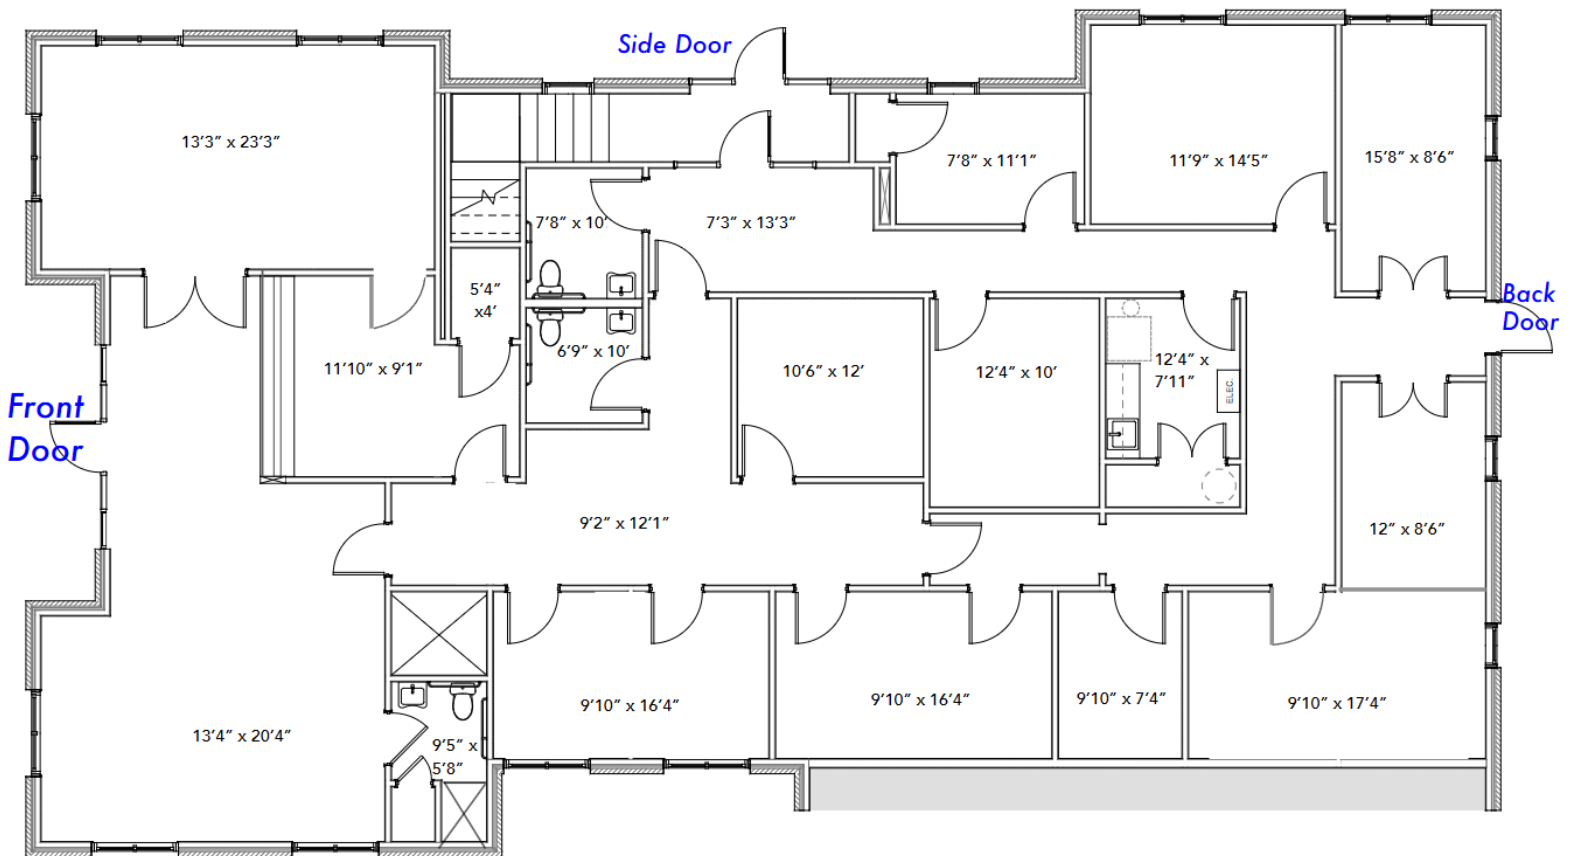 Side Door
13'3" x 23'3"
7'8" x 11'1"
11'9" x 14'5"
15'8" x 8'6"
7'8" x 10'
7'3" x 13'3"
5'4"
x4'
Back
Door
6'9" x 10'
11'10" x 9'1"
10'6" x 12'
12'4" x 10'
12'4" x
7'11"
ELEC.
Front
Door
9'2" x 12'1"
12" x 8'6"
9'10" x 16'4"
9'10" x 16'4"
9'10" x 7'4"
9'10" x 17'4"
13'4" x 20'4"
9'5" x
5'8"